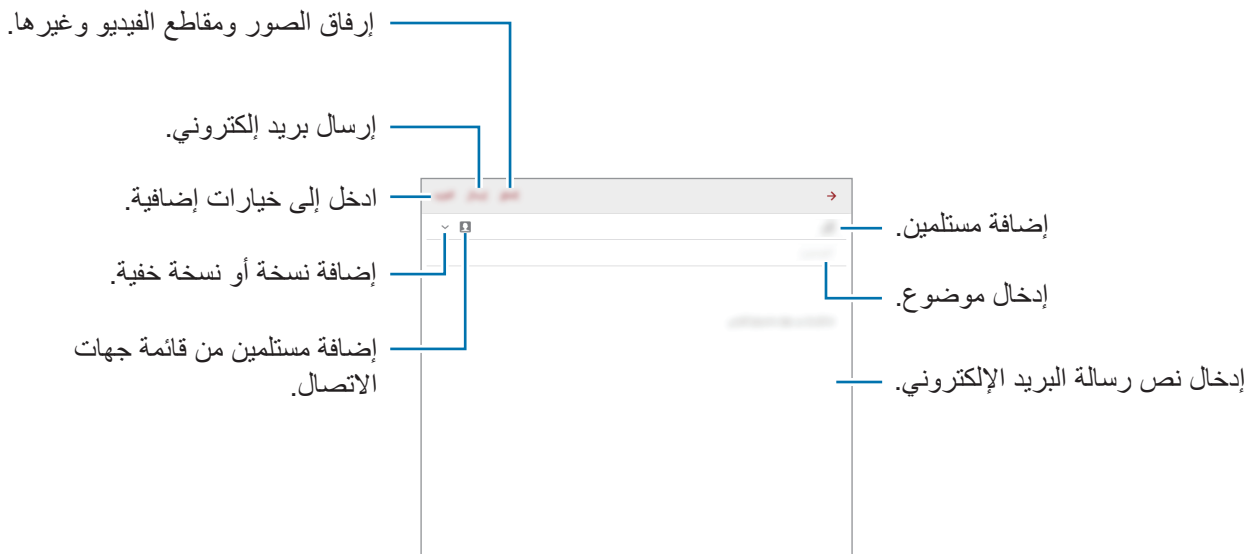 إرفاق الصور ومقاطع الفيديو وغيرها.
إرسال بريد إلكتروني.
ادخل إلى خيارات إضافية.
إضافة نسخة أو نسخة خفية.
إضافة مستلمين من قائمة جهات
الاتصال.
إضافة مستلمين.
إدخال موضوع.
إدخال نص رسالة البريد الإلكتروني.